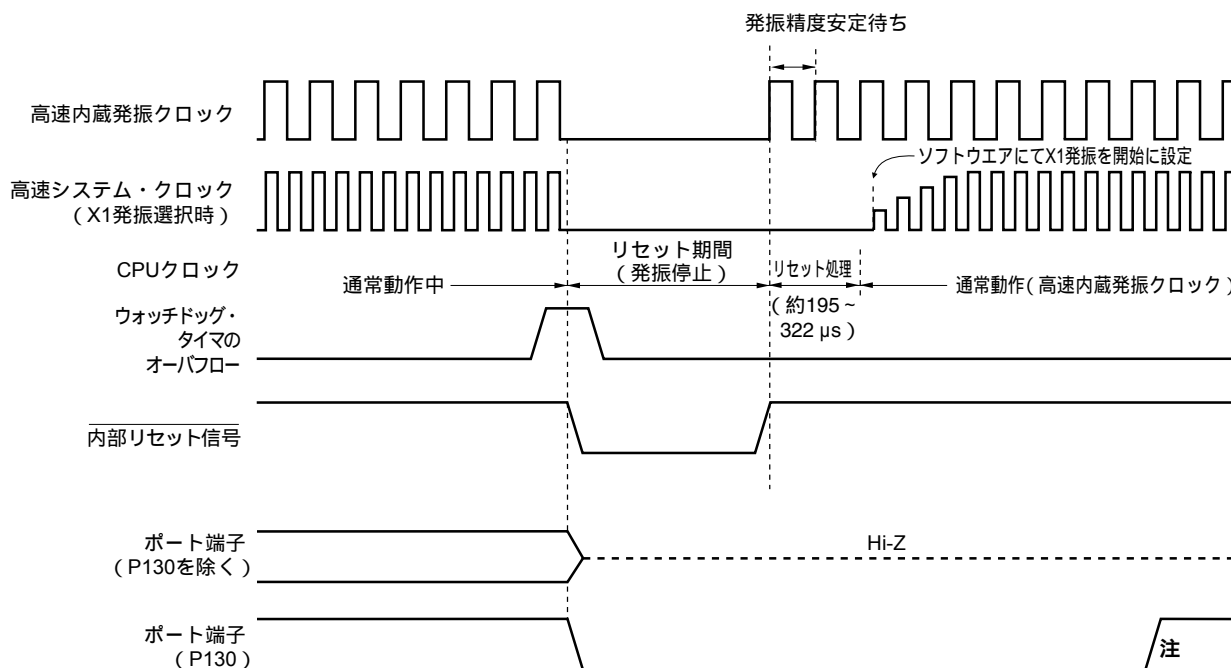 発振精度安定待ち
高速内蔵発振クロック
ソフトウエアにてX1発振を開始に設定
高速システム・クロック
(X1発振選択時)
CPUクロック
通常動作中
リセット期間
(発振停止)
リセット処理
(約195~
322 µs)
通常動作(高速内蔵発振クロック)
ウォッチドッグ・
タイマの
オーバフロー
内部リセット信号
ポート端子
(P130を除く)
Hi-Z
ポート端子
(P130)
注